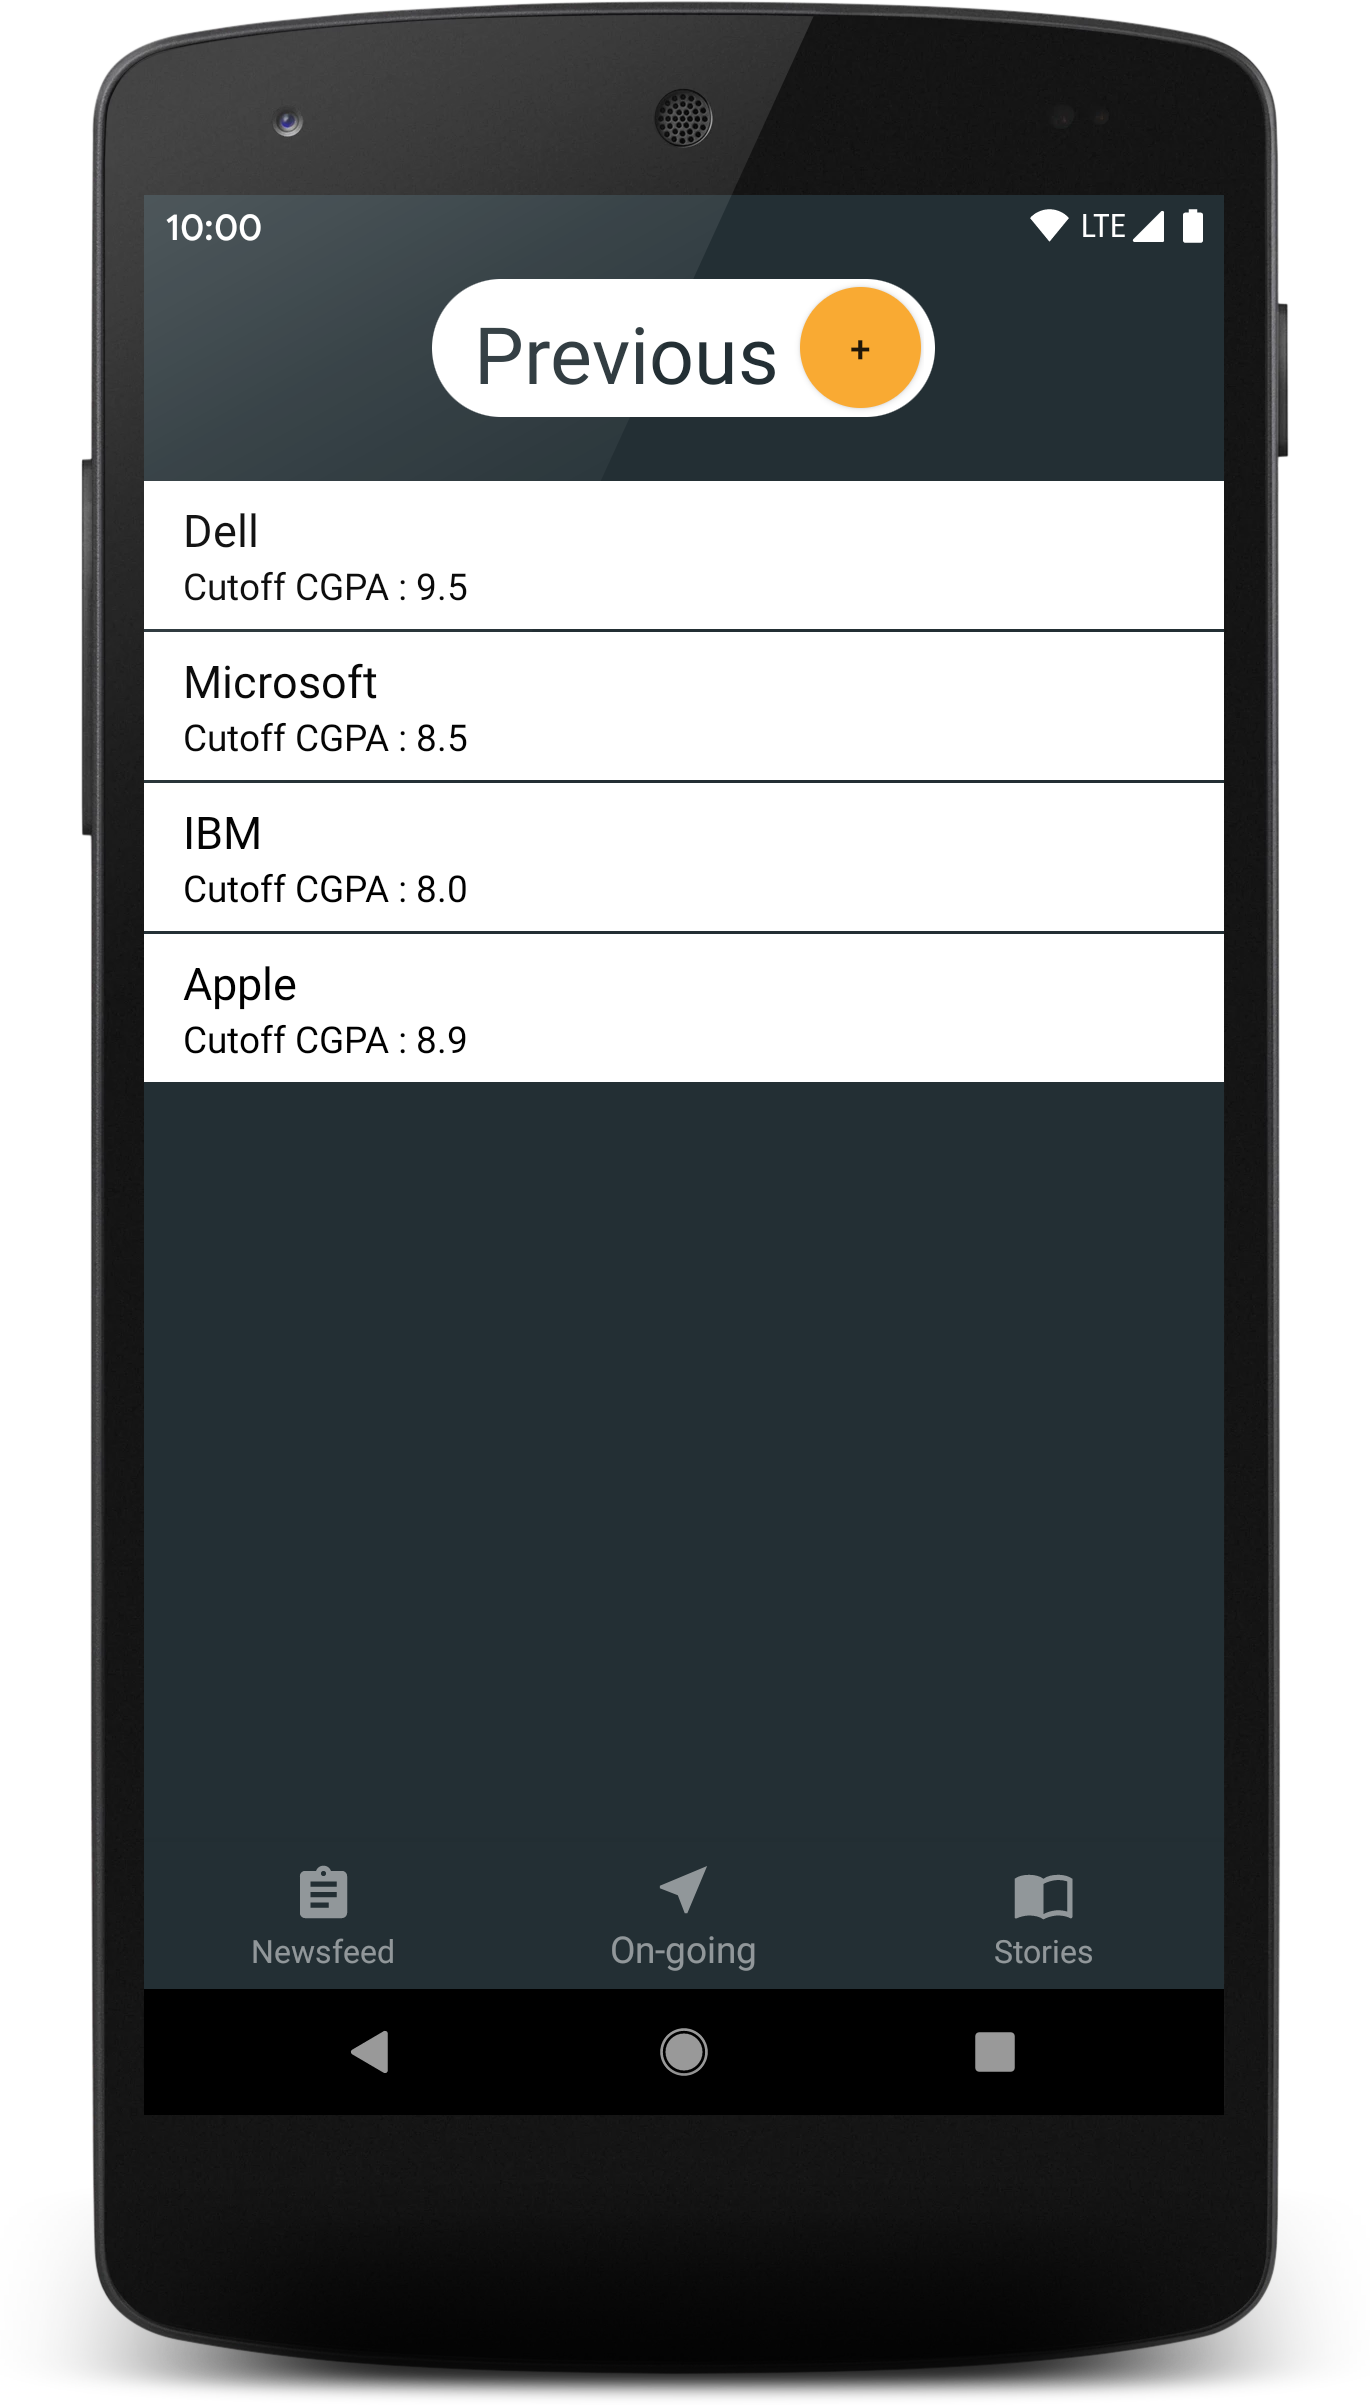 10:00 LTE
Previous +
Dell
Cutoff CGPA : 9.5
Microsoft
Cutoff CGPA : 8.5
IBM
Cutoff CGPA : 8.0
Apple
Cutoff CGPA : 8.9
Newsfeed On-going Stories